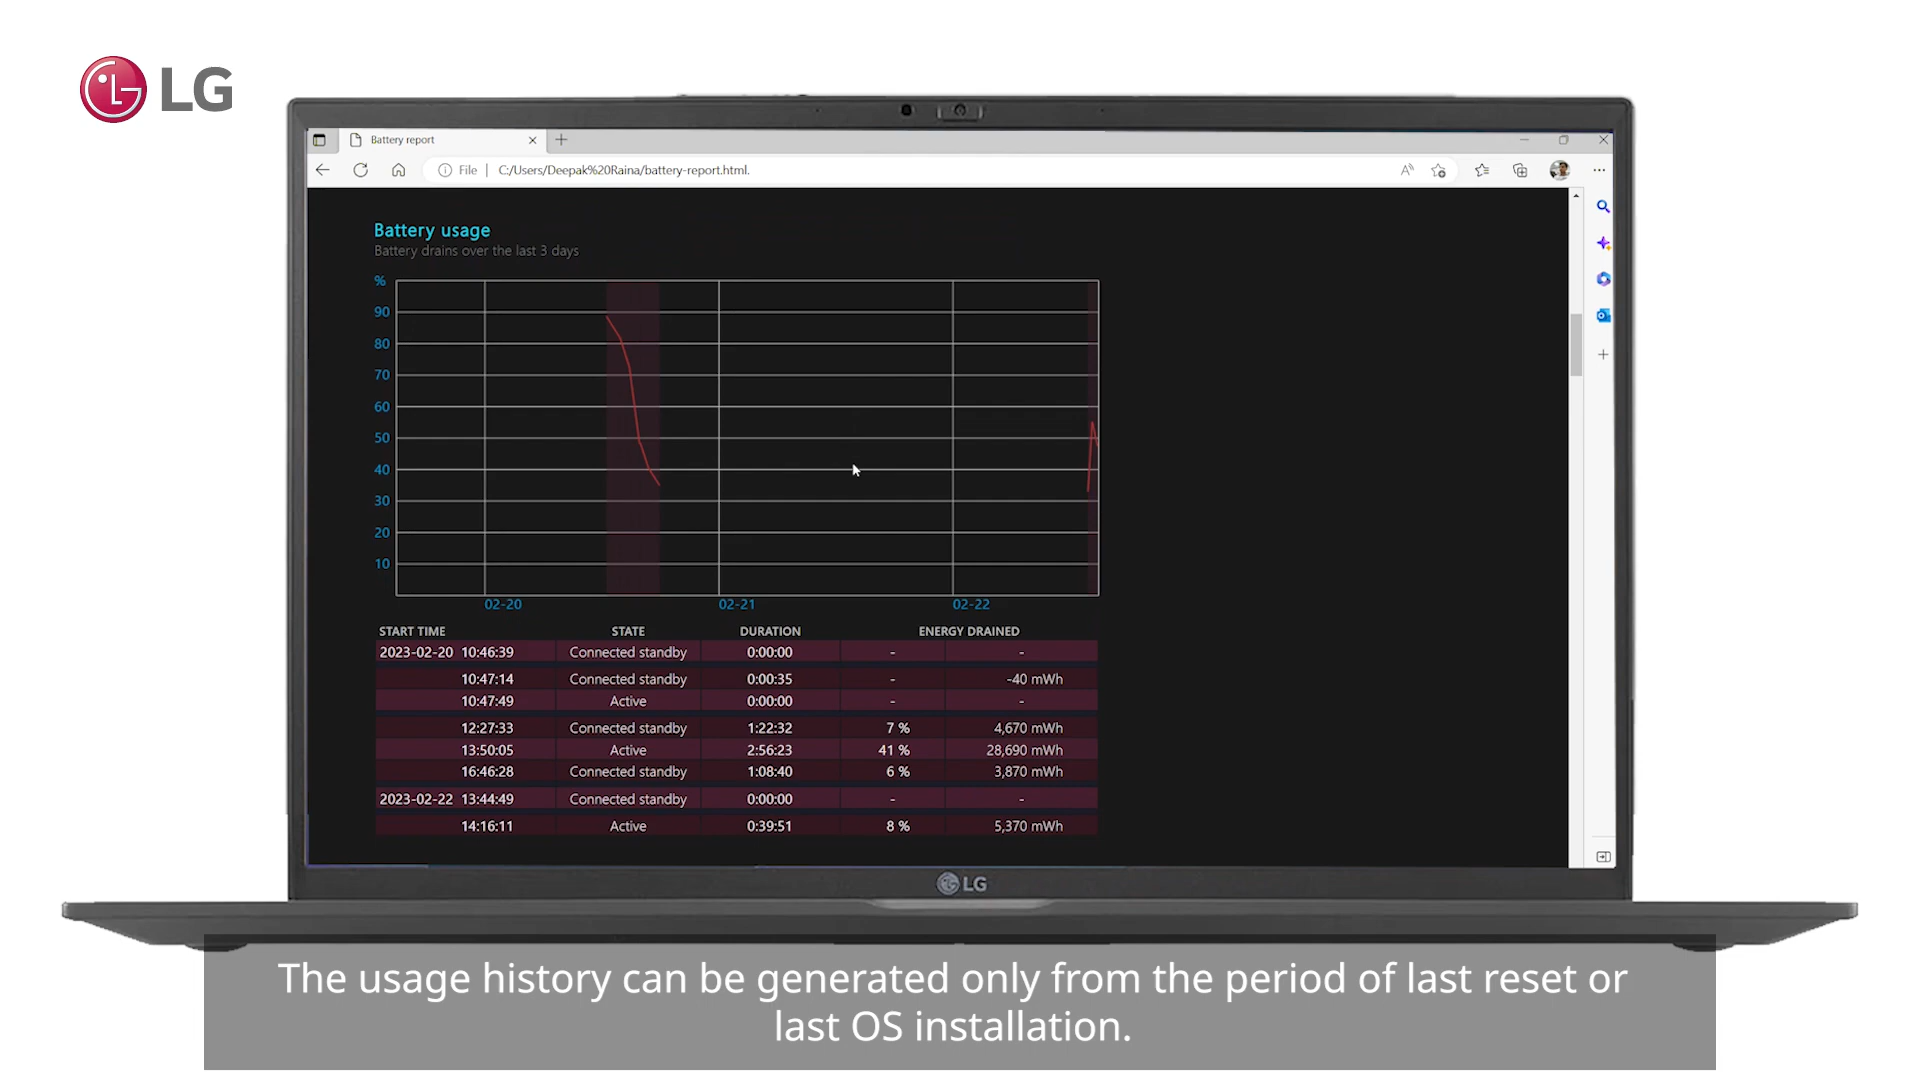 LG
Battery report
File
C:/Users/Deepak%20Raina/battery-report.html.
Battery usage
Battery drains over the last 3 days
%
90
80
70
60
50
40
30
20
10
02-20 02-21 02-22
START TIME STATE DURATION ENERGY DRAINED
2023-02-20 10:46:39 Connected standby 0:00:00 - -
10:47:14 Connected standby 0:00:35 - -40 mWh
10:47:49 Active 0:00:00 - -
12:27:33 Connected standby 1:22:32 7 % 4,670 mWh
13:50:05 Active 2:56:23 41 % 28,690 mWh
16:46:28 Connected standby 1:08:40 6 % 3,870 mWh
2023-02-22 13:44:49 Connected standby 0:00:00 - -
14:16:11 Active 0:39:51 8 % 5,370 mWh
LG
The usage history can be generated only from the period of last reset or
last OS installation.